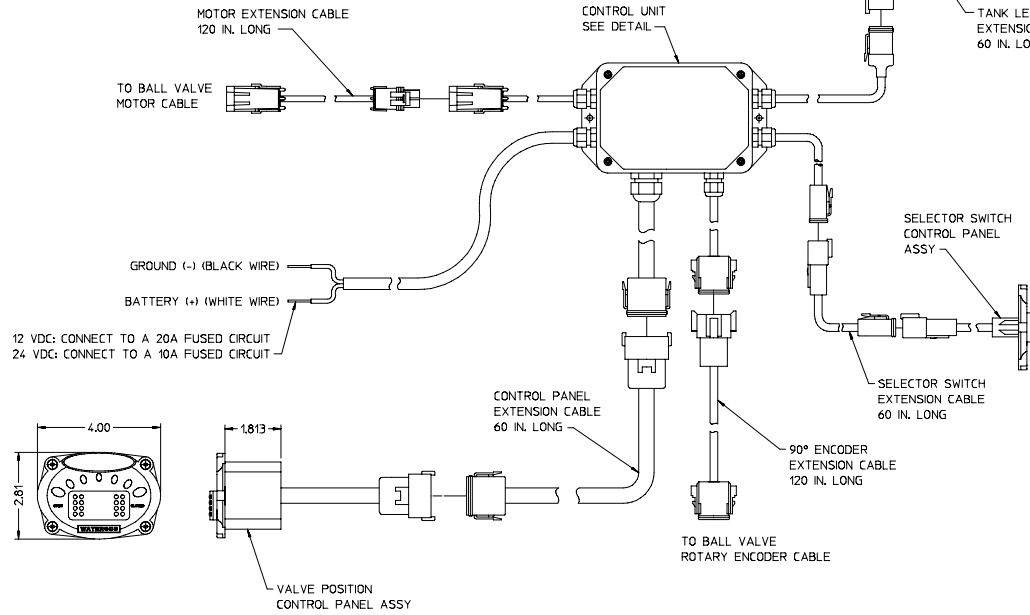 MOTOR EXTENSION CABLE
120 IN. LONG
CONTROL UNIT
SEE DETAIL
TANK LE
EXTENSIO
60 IN. LO
TO BALL VALVE
MOTOR CABLE
SELECTOR SWITCH
CONTROL PANEL
ASSY
GROUND (-) (BLACK WIRE)
BATTERY (+) (WHITE WIRE)
12 VDC: CONNECT TO A 20A FUSED CIRCUIT
24 VDC: CONNECT TO A 10A FUSED CIRCUIT
SELECTOR SWITCH
EXTENSION CABLE
60 IN. LONG
CONTROL PANEL
EXTENSION CABLE
60 IN. LONG
4.00
1.813
2.81
90° ENCODER
EXTENSION CABLE
120 IN. LONG
WATEROUS
TO BALL VALVE
ROTARY ENCODER CABLE
VALVE POSITION
CONTROL PANEL ASSY